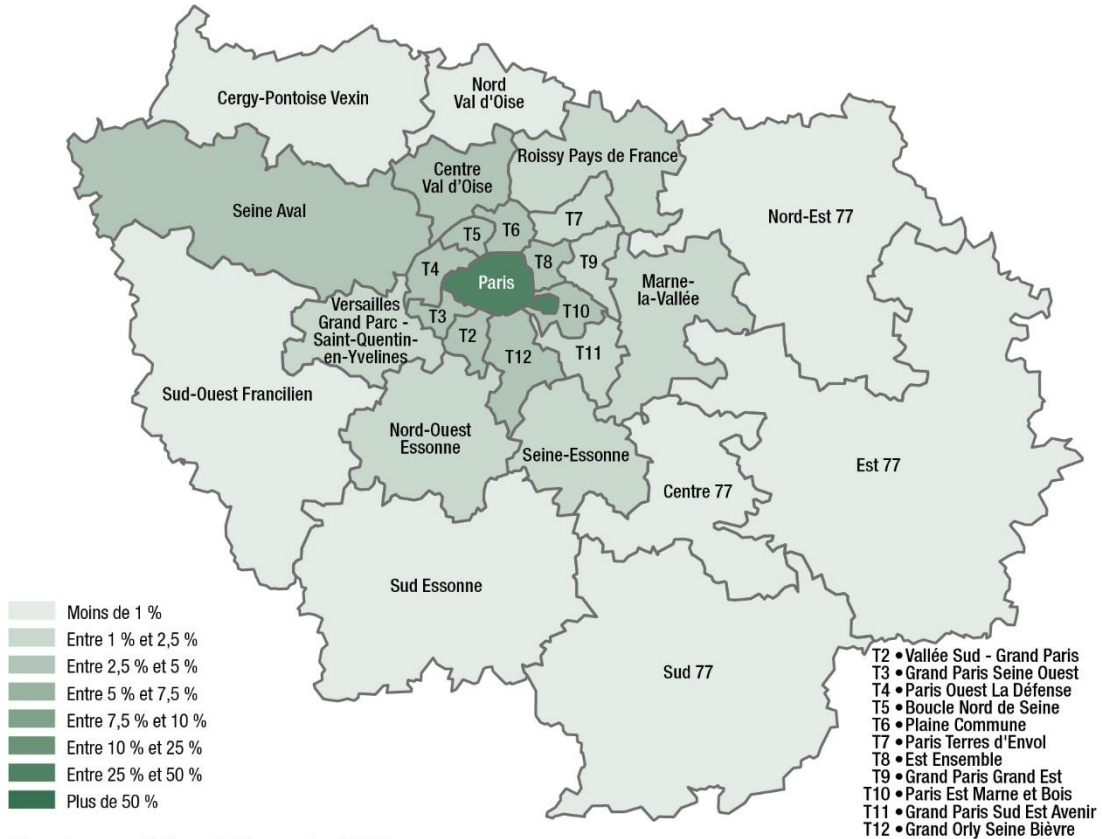 Nord
Val d'Oise
Cergy-Pontoise Vexin
Roissy Pays de France
Centre
Val d'Oise
Seine Aval
T7
Nord-Est 77
T6
T5
T8
T9
T4
Paris
Marne-
la-Vallée
Versailles
Grand Parc -
Saint-Quentin-
en-Yvelines
T3
T10
T2
T12
T11
Sud-Ouest Francilien
Nord-Ouest
Essonne
Seine-Essonne
Est 77
Centre 77
Sud Essonne
Sud 77
Moins de 1 %
Entre 1 % et 2,5 %
Entre 2,5 % et 5 %
Entre 5 % et 7,5 %
Entre 7,5 % et 10 %
Entre 10 % et 25 %
Entre 25 % et 50 %
Plus de 50 %
T2 • Vallée Sud - Grand Paris
T3 • Grand Paris Seine Ouest
T4 • Paris Ouest La Défense
T5 • Boucle Nord de Seine
T6 • Plaine Commune
T7 • Paris Terres d'Envol
T8 • Est Ensemble
T9 • Grand Paris Grand Est
T10 • Paris Est Marne et Bois
T11 • Grand Paris Sud Est Avenir
T12 • Grand Orly Seine Bièvre